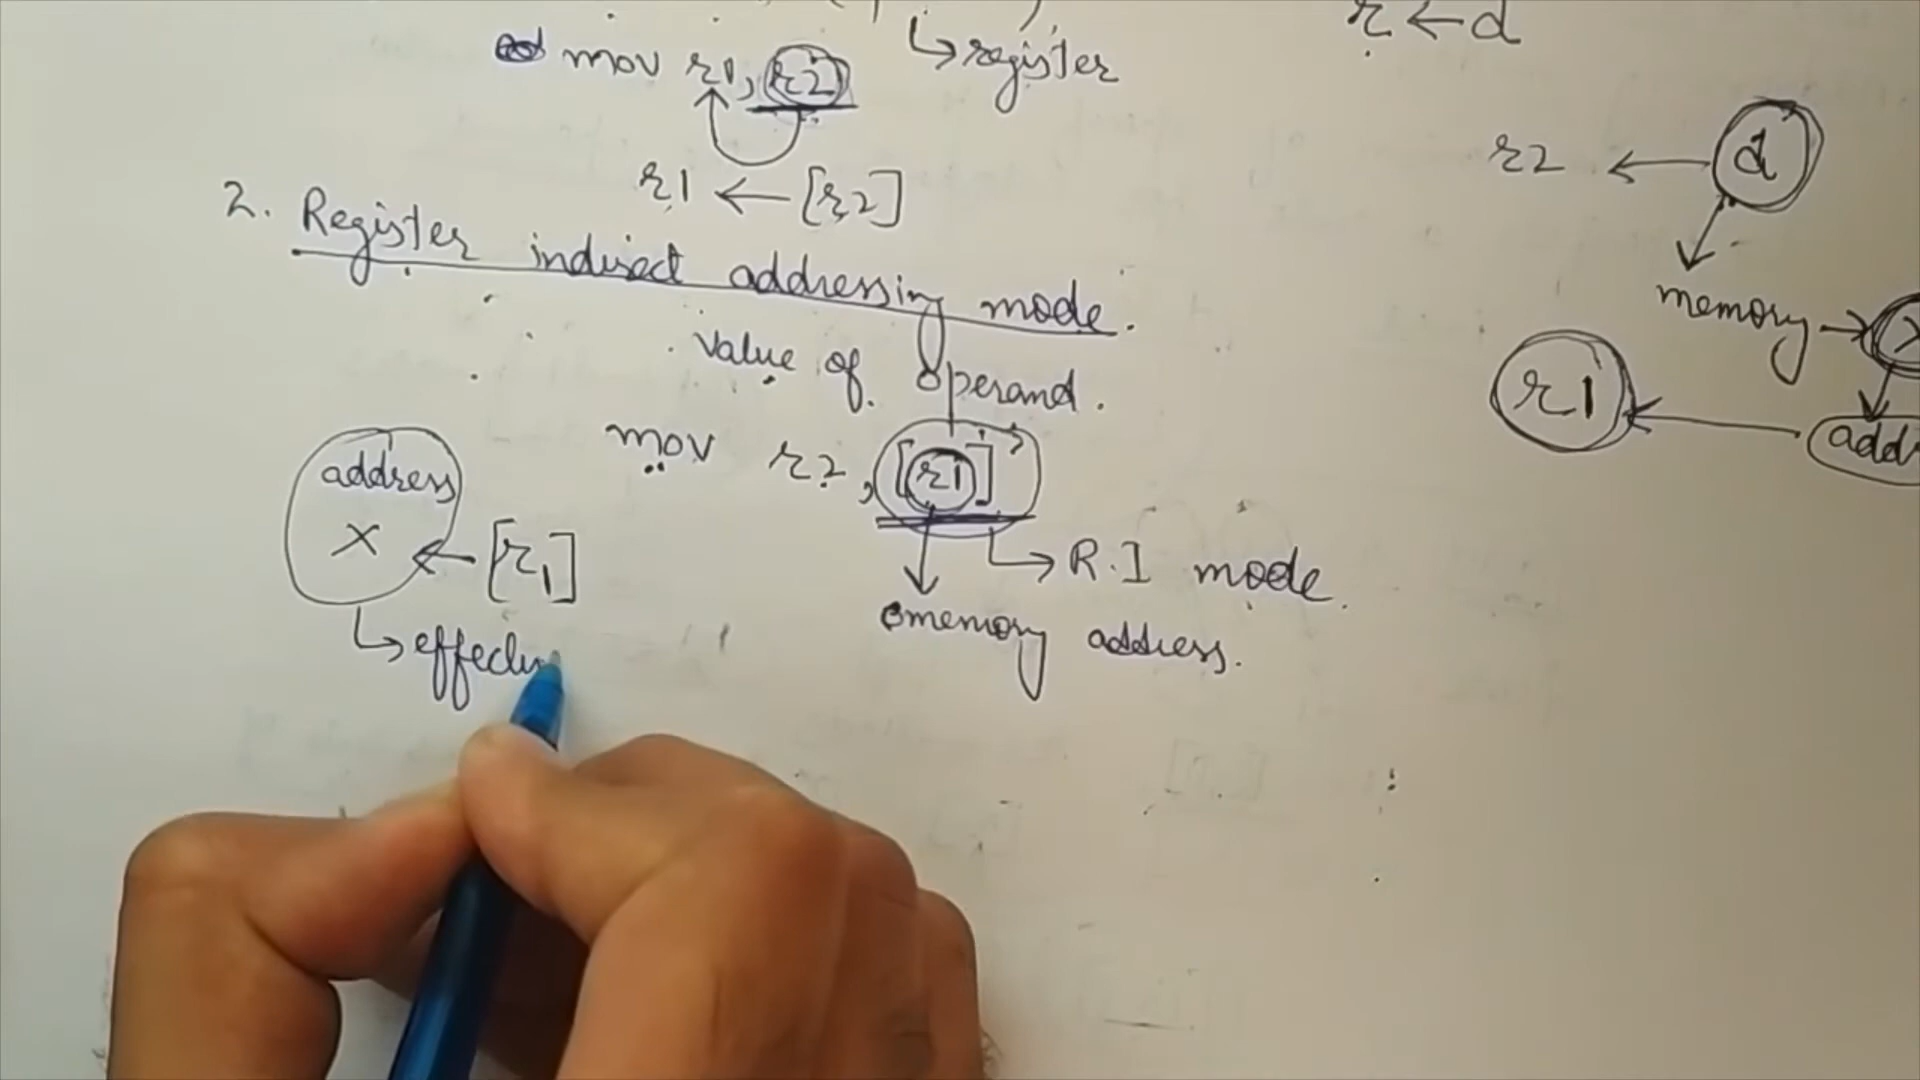 mov r1, r2
↳ register
r ← d
r1 ← [r2]
r2 ← d
2. Register indirect addressing mode.
memory → x
value of operand.
r1 ← addr
mov r2, [r1]
address
x ← [r1]
↳ R.I mode.
memory address.
↳ effectiv